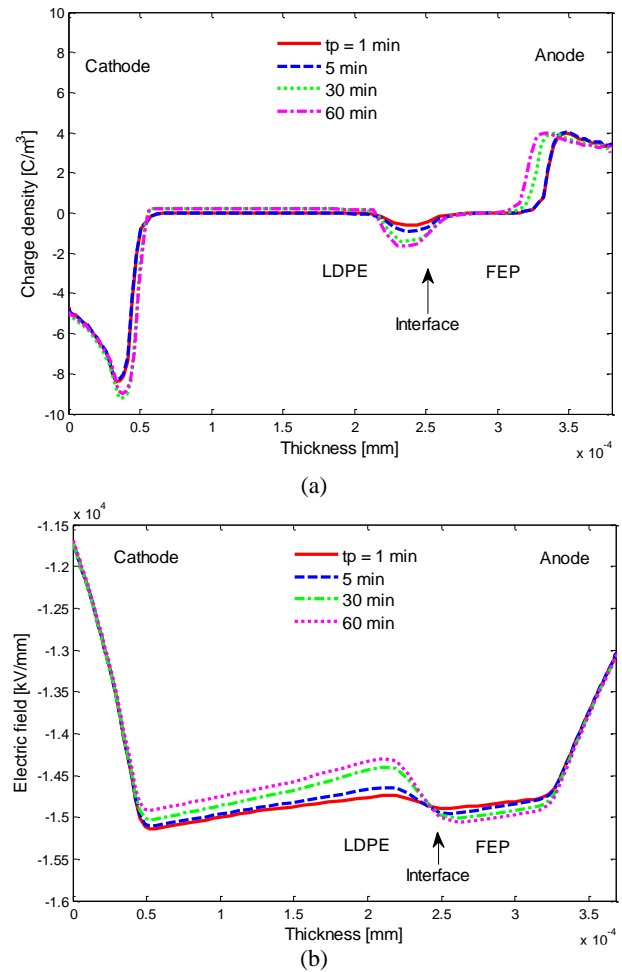 10
8
6
4
2
0
-2
-4
-6
-8
-10
Charge density [C/m³]
Cathode
Anode
tp = 1 min
5 min
30 min
60 min
LDPE
FEP
Interface
0 0.5 1 1.5 2 2.5 3 3.5
Thickness [mm]
x 10⁻⁴
(a)
x 10⁴
-1.15
-1.2
-1.25
-1.3
-1.35
-1.4
-1.45
-1.5
-1.55
-1.6
Electric field [kV/mm]
Cathode
Anode
tp = 1 min
5 min
30 min
60 min
LDPE
FEP
Interface
0 0.5 1 1.5 2 2.5 3 3.5
Thickness [mm]
x 10⁻⁴
(b)